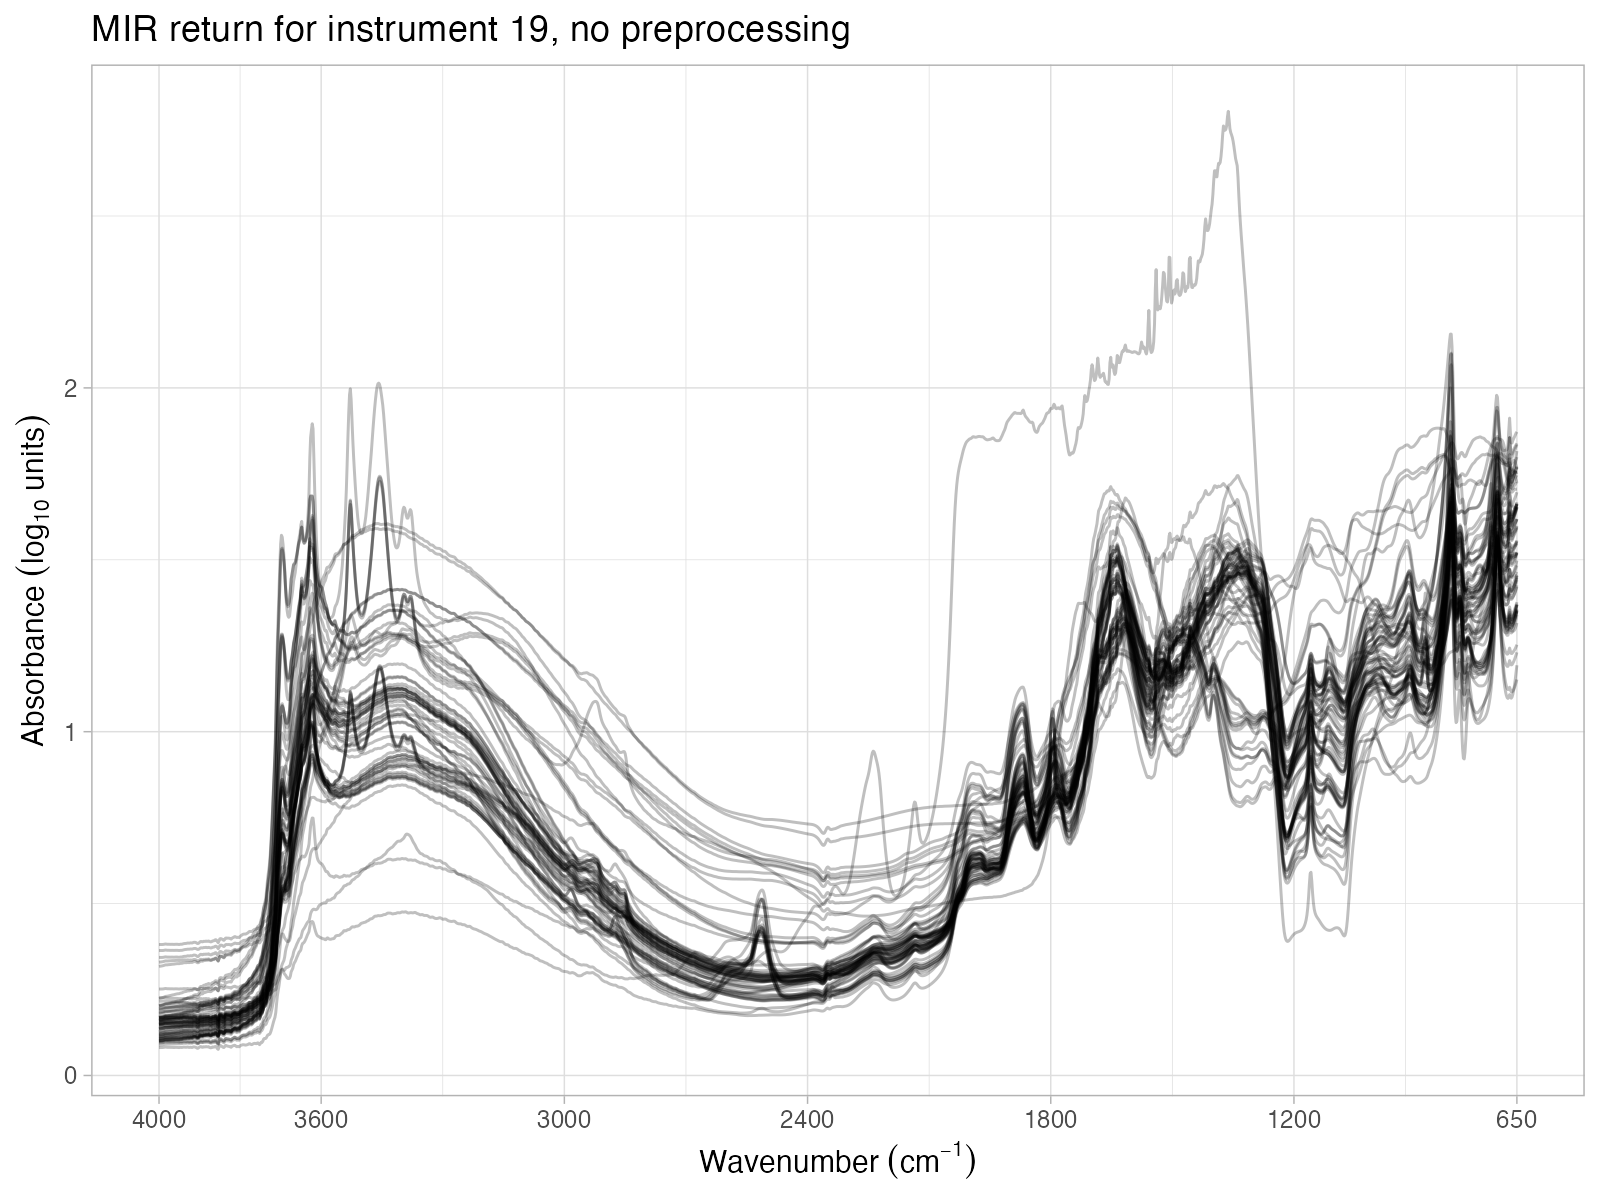 MIR return for instrument 19, no preprocessing
Absorbance (log₁₀ units)
2
1
0
4000 3600 3000 2400 1800 1200 650
Wavenumber (cm⁻¹)